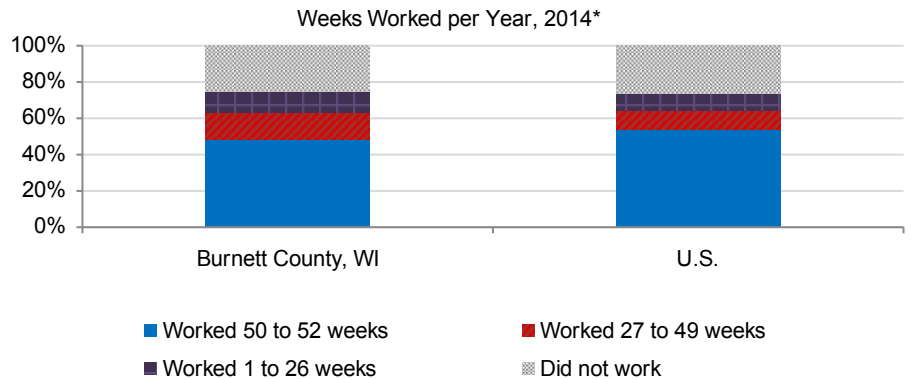 Weeks Worked per Year, 2014*
100%
80%
60%
40%
20%
0%
Burnett County, WI
U.S.
Worked 50 to 52 weeks
Worked 27 to 49 weeks
Worked 1 to 26 weeks
Did not work